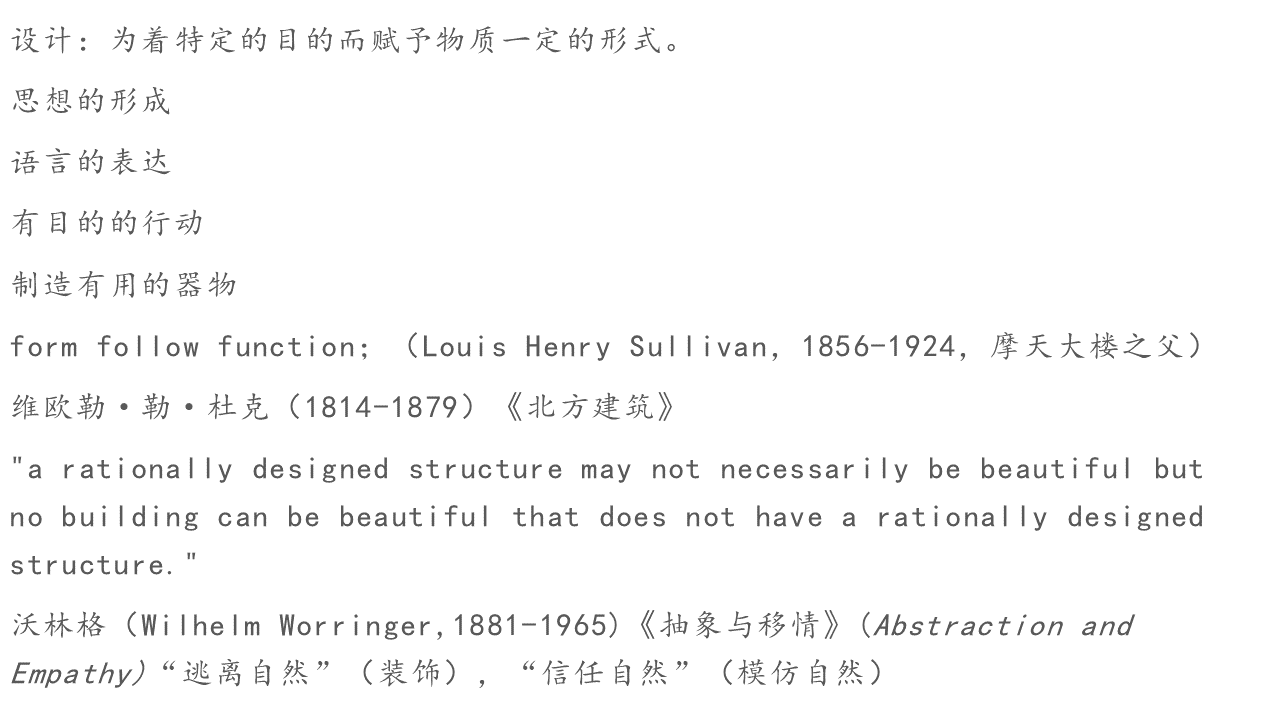 设计：为着特定的目的而赋予物质一定的形式。
思想的形成
语言的表达
有目的的行动
制造有用的器物
form follow function; （Louis Henry Sullivan, 1856-1924, 摩天大楼之父）
维欧勒·勒·杜克（1814-1879）《北方建筑》
"a rationally designed structure may not necessarily be beautiful but
no building can be beautiful that does not have a rationally designed
structure."
沃林格（Wilhelm Worringer,1881-1965)《抽象与移情》(Abstraction and
Empathy)“逃离自然”（装饰），“信任自然”（模仿自然）